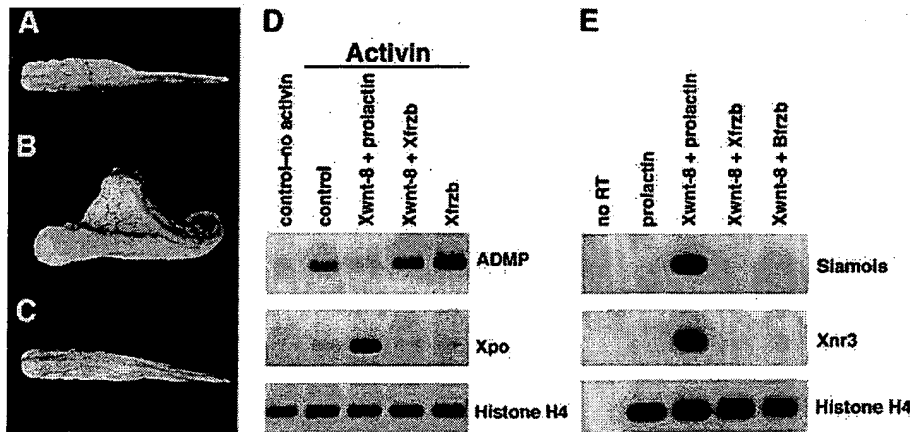 A
B
C
D
Activin
control–no activin
control
Xwnt-8 + prolactin
Xwnt-8 + Xfrzb
Xfrzb
ADMP
Xpo
Histone H4
E
no RT
prolactin
Xwnt-8 + prolactin
Xwnt-8 + Xfrzb
Xwnt-8 + Bfrzb
Siamois
Xnr3
Histone H4